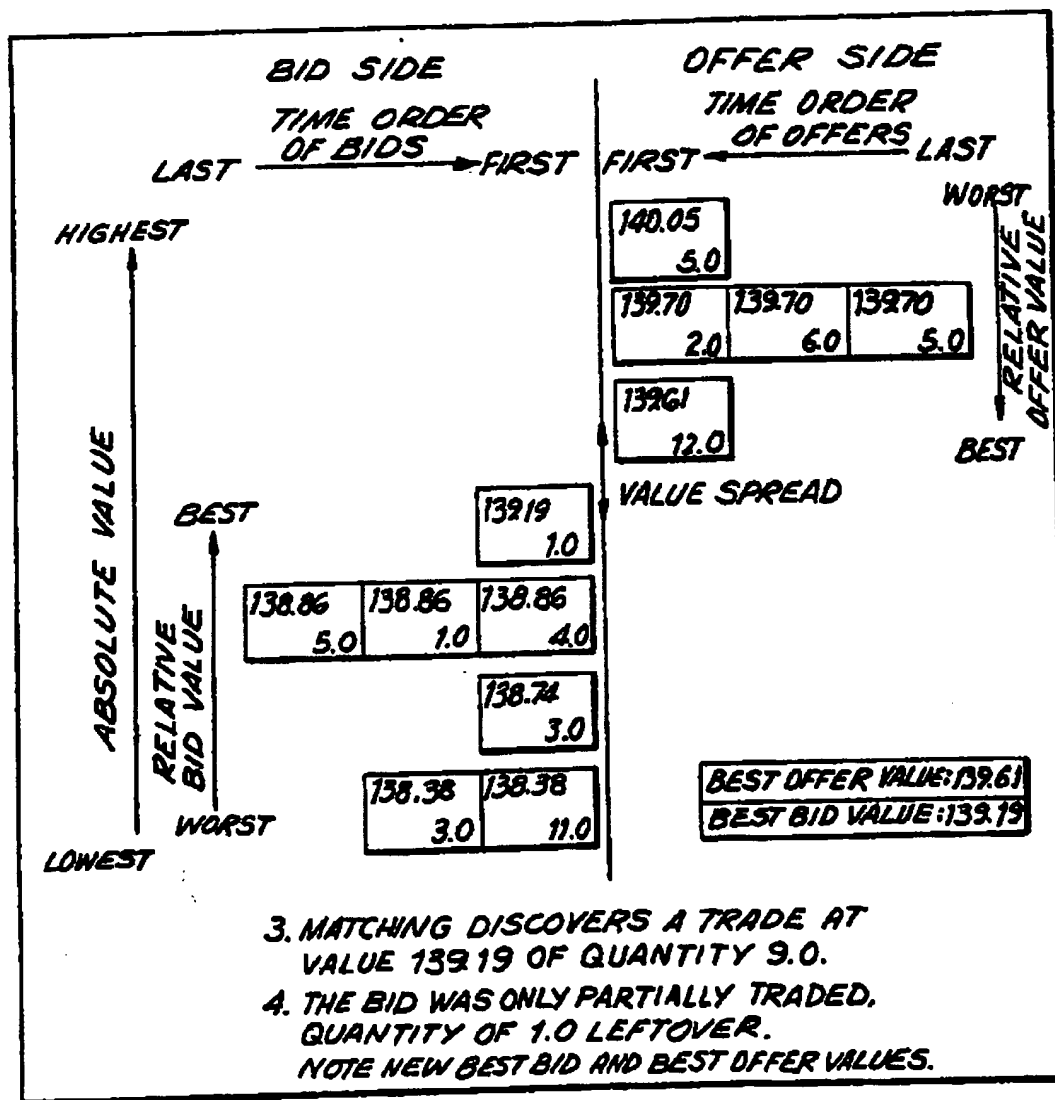 BID SIDE
OFFER SIDE
TIME ORDER
OF BIDS
TIME ORDER
OF OFFERS
LAST
FIRST
FIRST
LAST
HIGHEST
WORST
140.05
5.0
139.70
139.70
139.70
2.0
6.0
5.0
RELATIVE
OFFER VALUE
139.61
12.0
BEST
VALUE SPREAD
ABSOLUTE VALUE
BEST
139.19
1.0
138.86
138.86
138.86
5.0
1.0
4.0
RELATIVE
BID VALUE
138.74
3.0
138.38
138.38
3.0
11.0
WORST
LOWEST
BEST OFFER VALUE:139.61
BEST BID VALUE:139.19
3. MATCHING DISCOVERS A TRADE AT
VALUE 139.19 OF QUANTITY 9.0.
4. THE BID WAS ONLY PARTIALLY TRADED.
QUANTITY OF 1.0 LEFTOVER.
NOTE NEW BEST BID AND BEST OFFER VALUES.